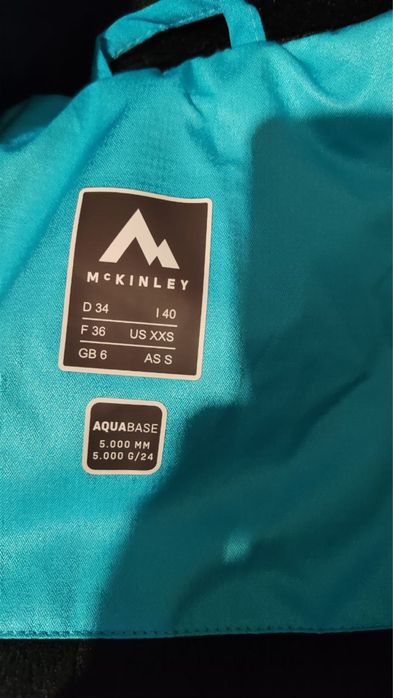 McKINLEY
D 34 I 40
F 36 US XXS
GB 6 AS S
AQUABASE
5.000 MM
5.000 G/24